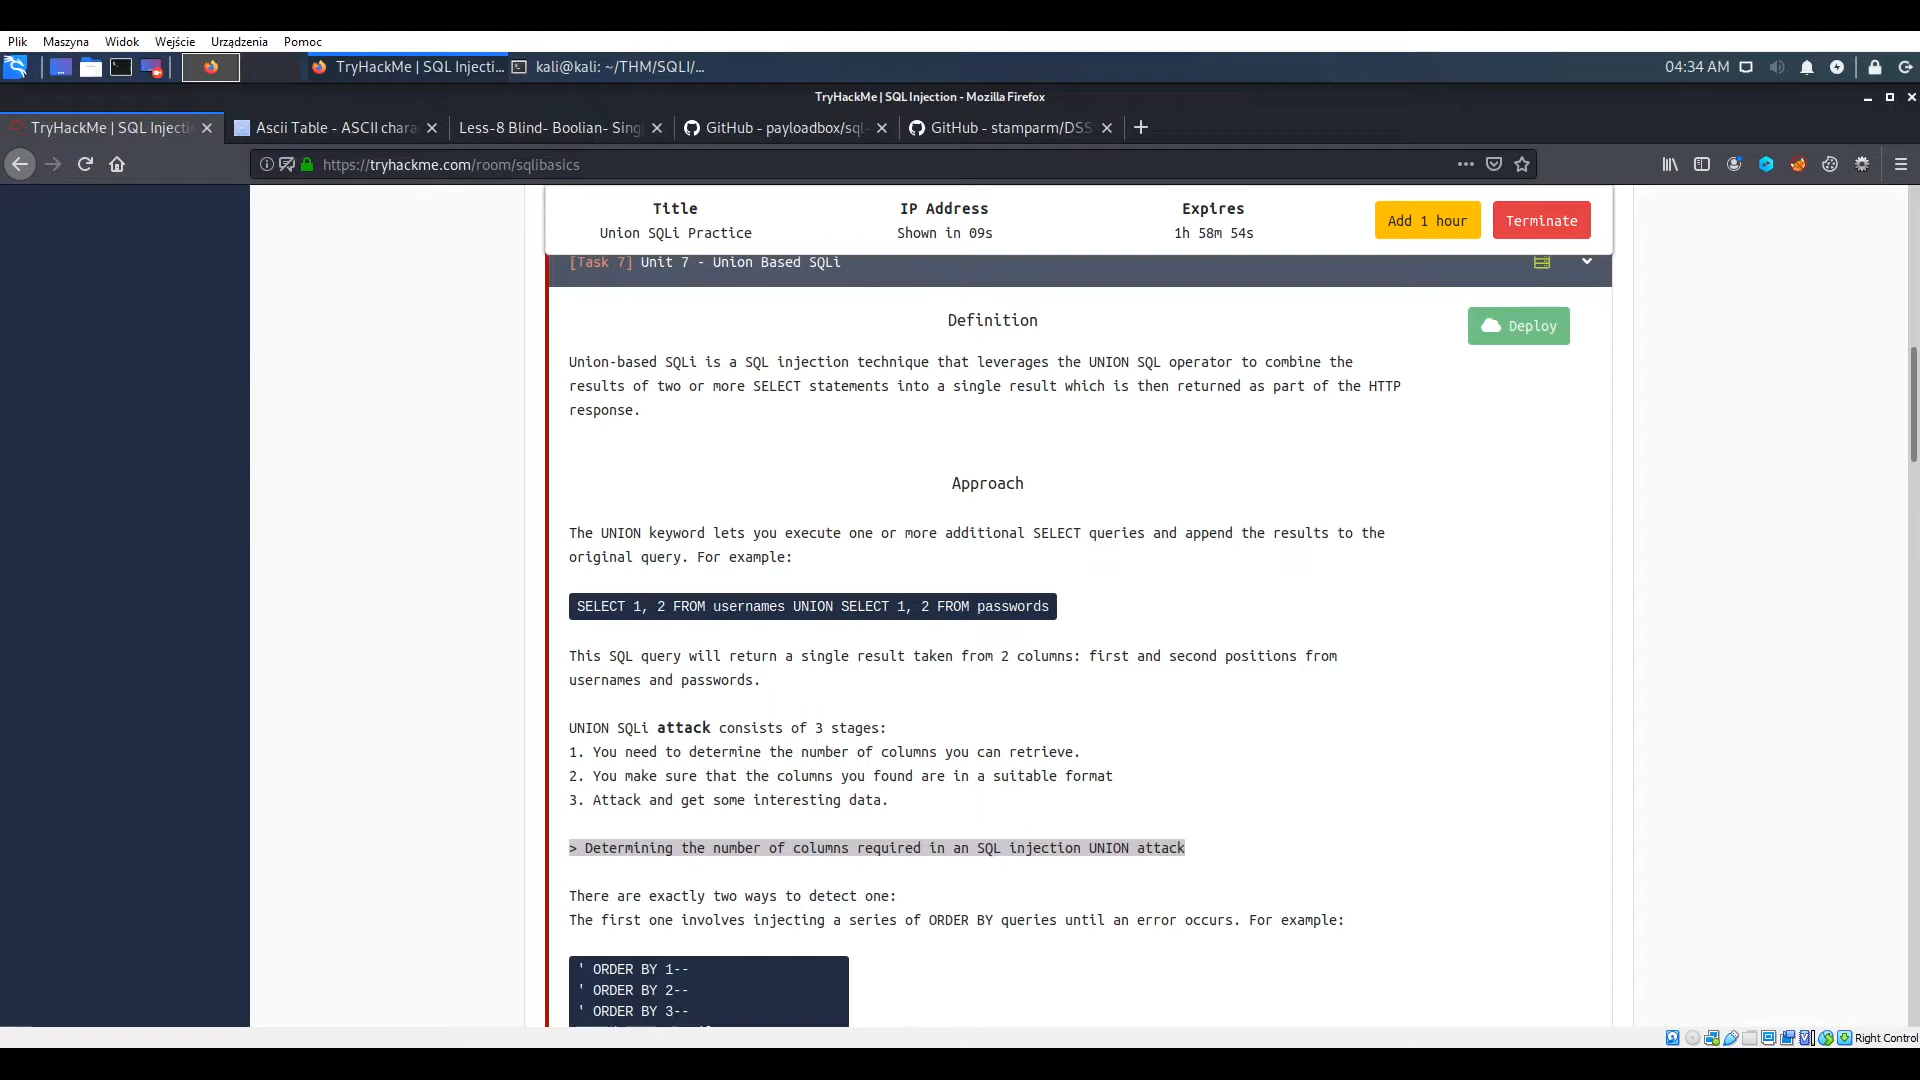 Plik Maszyna Widok Wejście Urządzenia Pomoc
TryHackMe | SQL Injecti... kali@kali: ~/THM/SQLI/... 04:34 AM
TryHackMe | SQL Injection - Mozilla Firefox
TryHackMe | SQL Injecti Ascii Table - ASCII chara Less-8 Blind- Boolian- Sing GitHub - payloadbox/sql- GitHub - stamparm/DSS
https://tryhackme.com/room/sqlibasics
Title IP Address Expires
Union SQLi Practice Shown in 09s 1h 58m 54s
Add 1 hour Terminate
[Task 7] Unit 7 - Union Based SQLi
Definition
Deploy
Union-based SQLi is a SQL injection technique that leverages the UNION SQL operator to combine the
results of two or more SELECT statements into a single result which is then returned as part of the HTTP
response.
Approach
The UNION keyword lets you execute one or more additional SELECT queries and append the results to the
original query. For example:
SELECT 1, 2 FROM usernames UNION SELECT 1, 2 FROM passwords
This SQL query will return a single result taken from 2 columns: first and second positions from
usernames and passwords.
UNION SQLi attack consists of 3 stages:
1. You need to determine the number of columns you can retrieve.
2. You make sure that the columns you found are in a suitable format
3. Attack and get some interesting data.
> Determining the number of columns required in an SQL injection UNION attack
There are exactly two ways to detect one:
The first one involves injecting a series of ORDER BY queries until an error occurs. For example:
' ORDER BY 1--
' ORDER BY 2--
' ORDER BY 3--
Right Control